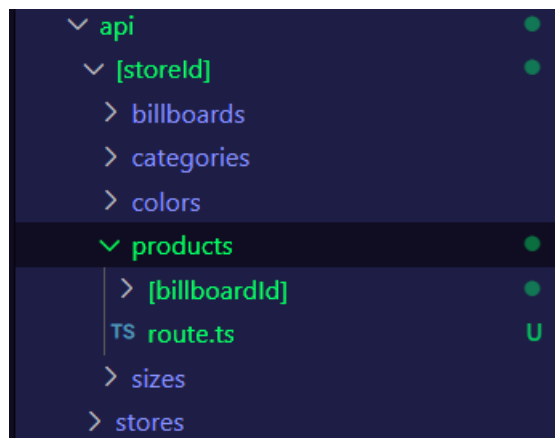 api
[storeId]
billboards
categories
colors
products
[billboardId]
TS route.ts U
sizes
stores